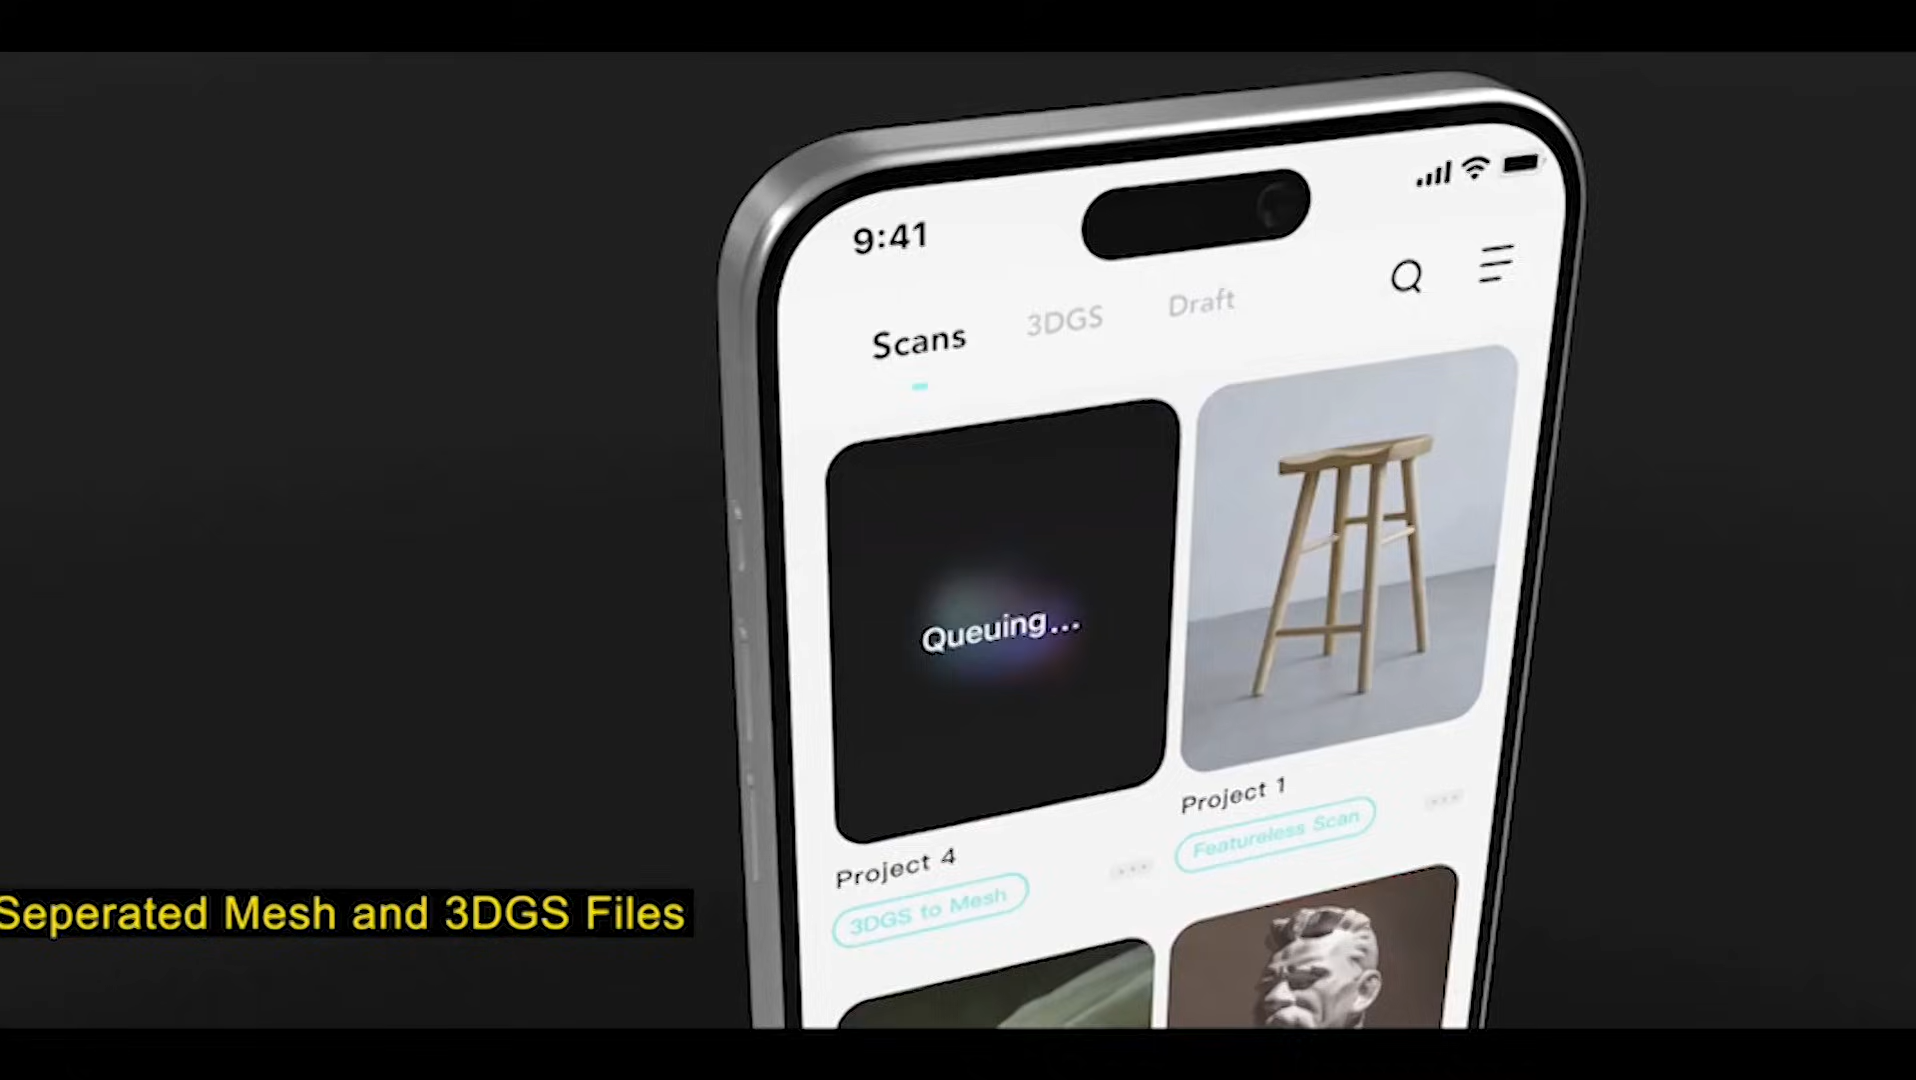 9:41
Scans
3DGS
Draft
Queuing...
Project 1
Featureless Scan
Project 4
3DGS to Mesh
Seperated Mesh and 3DGS Files